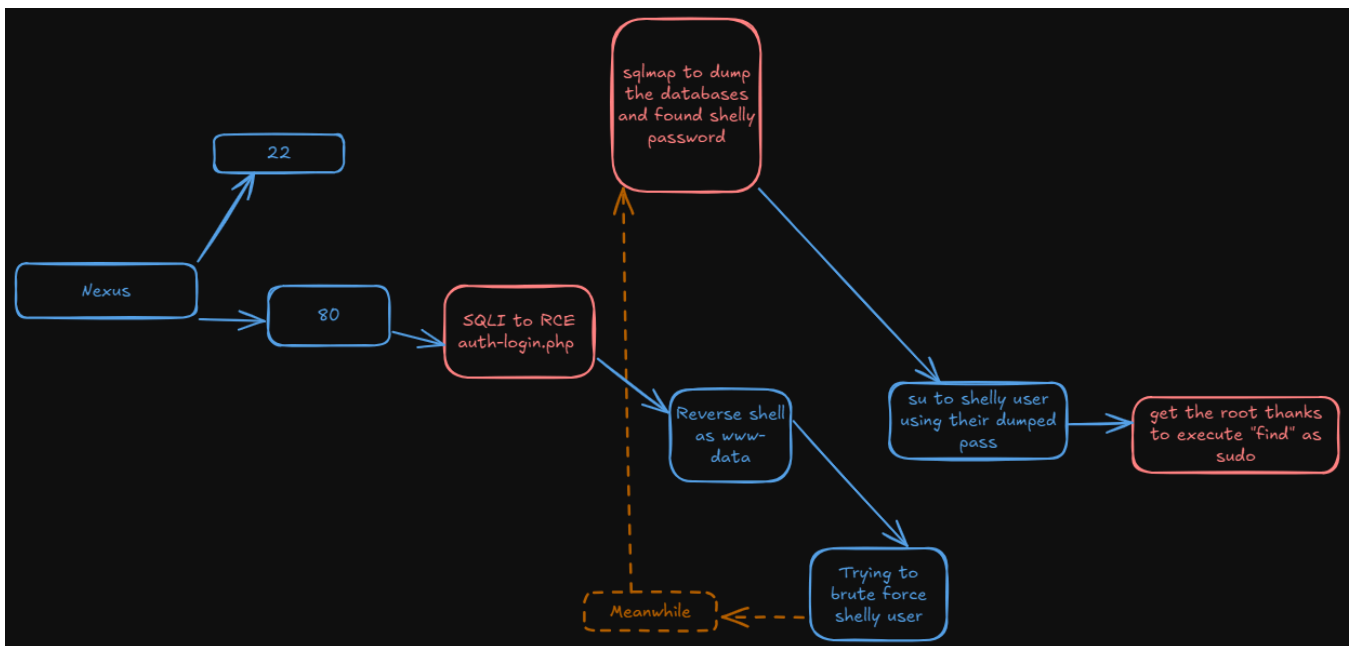 sqlmap to dump
the databases
and found shelly
password
22
Nexus
80
SQLI to RCE
auth-login.php
Reverse shell
as www-
data
su to shelly user
using their dumped
pass
get the root thanks
to execute "find" as
sudo
Trying to
brute force
shelly user
Meanwhile